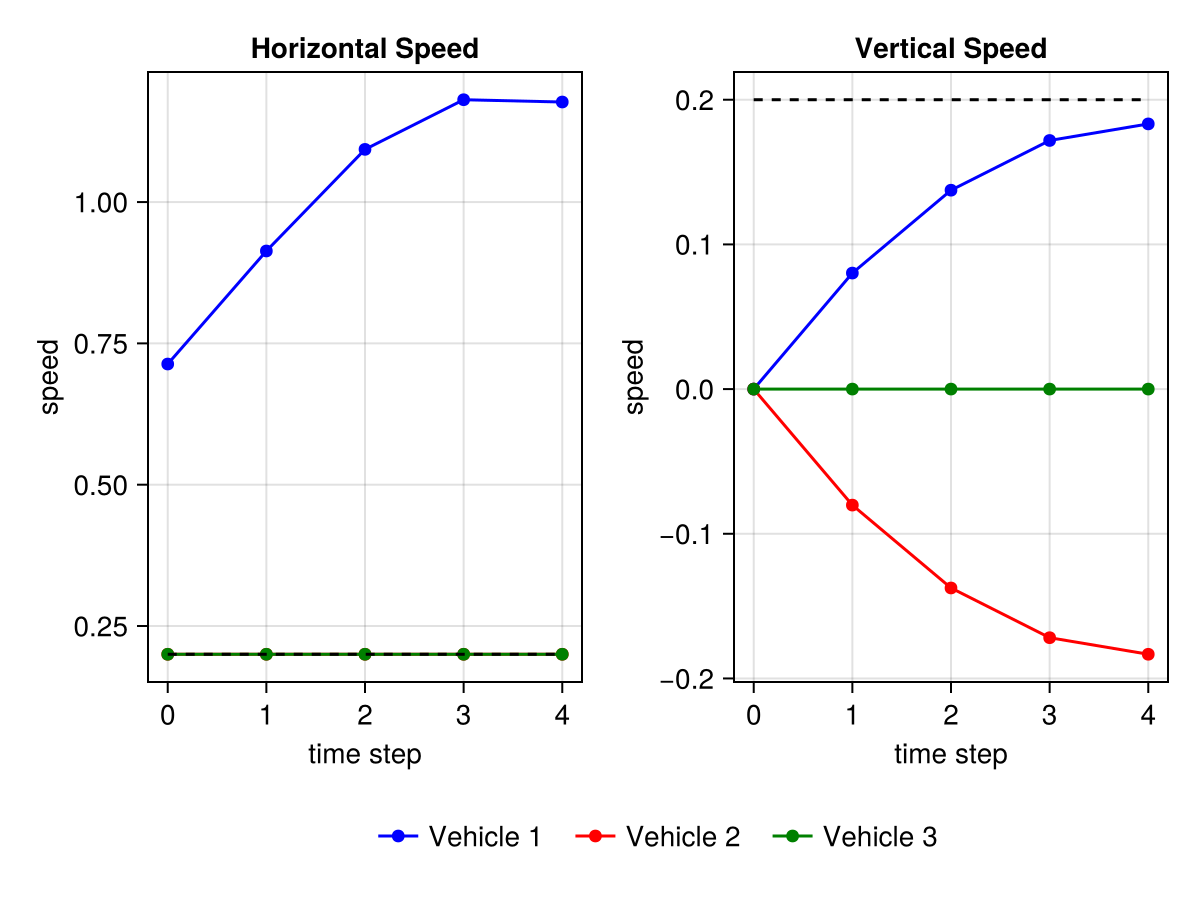 Horizontal Speed
speed
1.00
0.75
0.50
0.25
0 1 2 3 4
time step
Vertical Speed
speed
0.2
0.1
0.0
−0.1
−0.2
0 1 2 3 4
time step
Vehicle 1 Vehicle 2 Vehicle 3